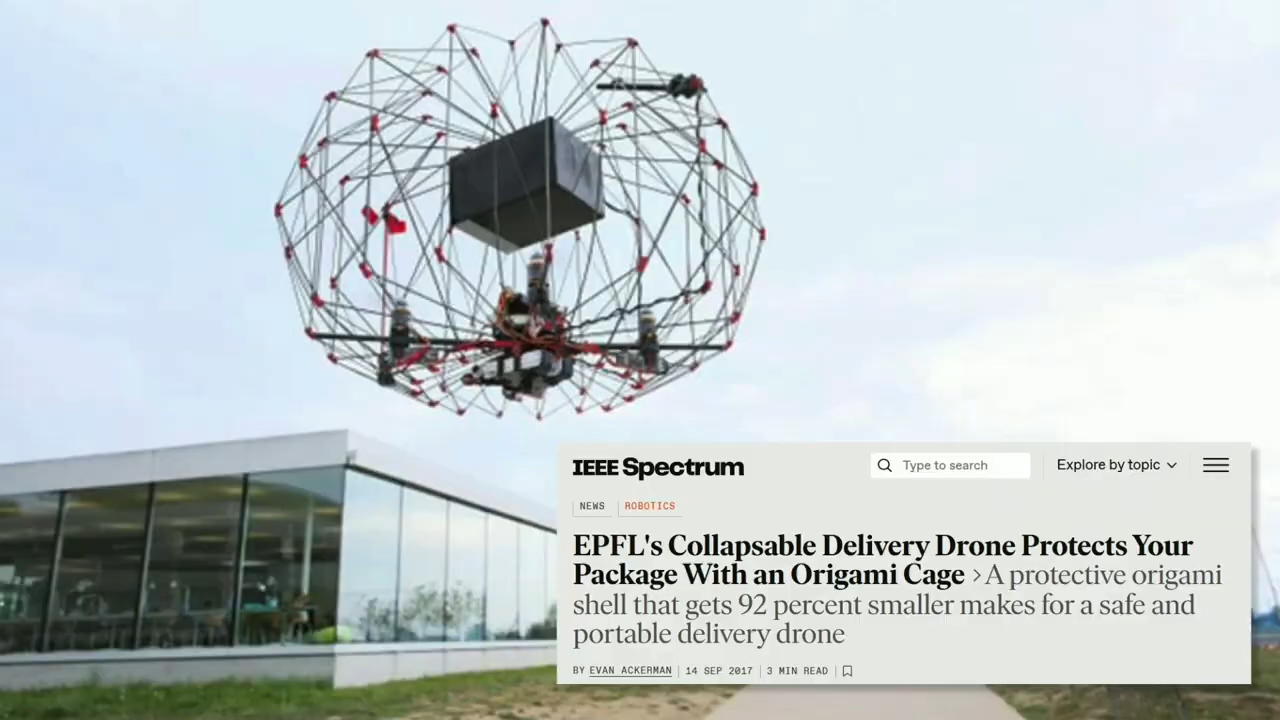 IEEE Spectrum
Type to search
Explore by topic
NEWS
ROBOTICS
EPFL's Collapsable Delivery Drone Protects Your
Package With an Origami Cage > A protective origami
shell that gets 92 percent smaller makes for a safe and
portable delivery drone
BY EVAN ACKERMAN | 14 SEP 2017 | 3 MIN READ